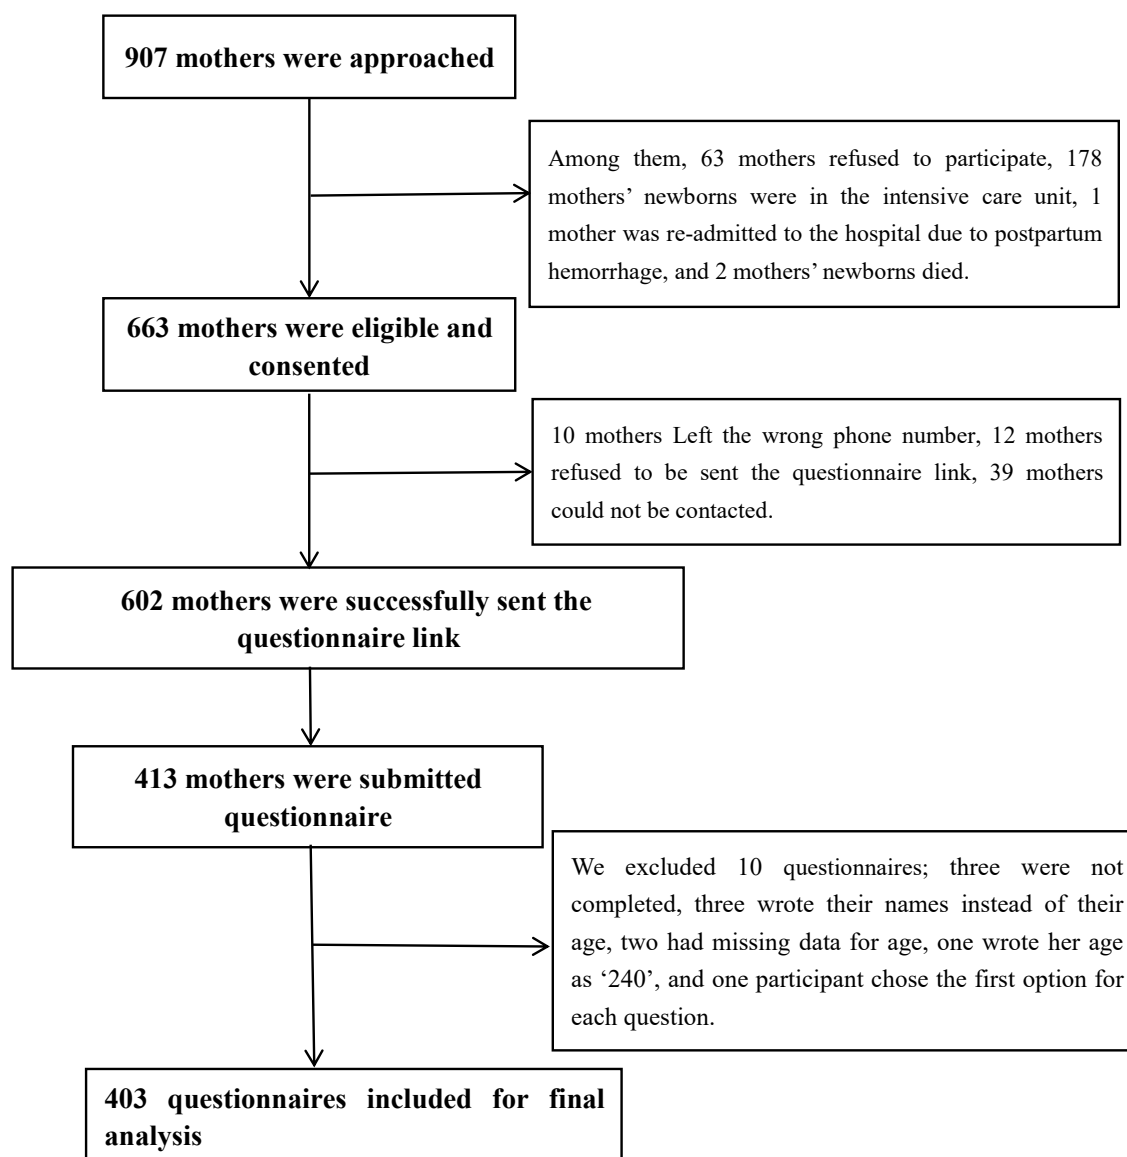 907 mothers were approached
Among them, 63 mothers refused to participate, 178
mothers’ newborns were in the intensive care unit, 1
mother was re-admitted to the hospital due to postpartum
hemorrhage, and 2 mothers’ newborns died.
663 mothers were eligible and
consented
10 mothers Left the wrong phone number, 12 mothers
refused to be sent the questionnaire link, 39 mothers
could not be contacted.
602 mothers were successfully sent the
questionnaire link
413 mothers were submitted
questionnaire
We excluded 10 questionnaires; three were not
completed, three wrote their names instead of their
age, two had missing data for age, one wrote her age
as ‘240’, and one participant chose the first option for
each question.
403 questionnaires included for final
analysis